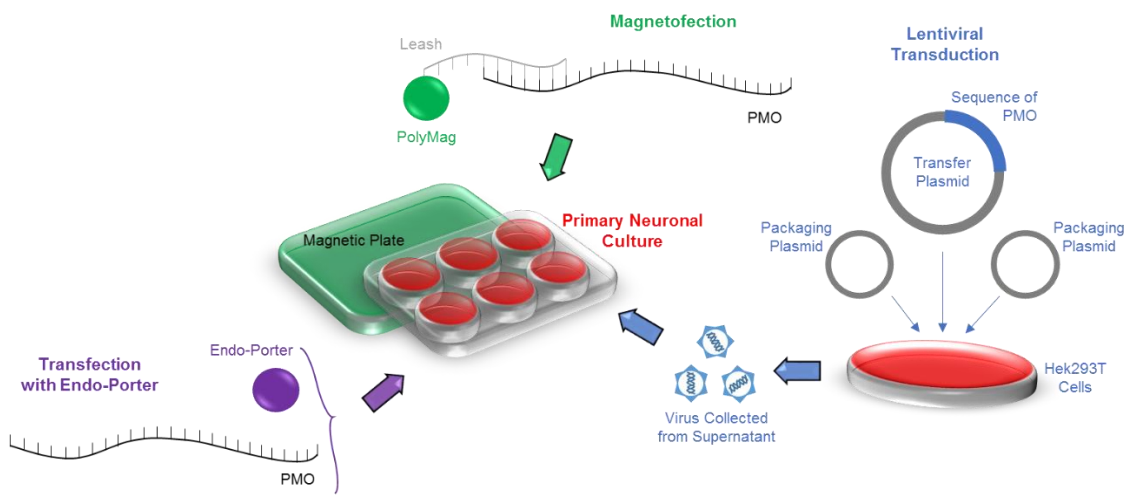 Magnetofection
Leash
PolyMag
PMO
Lentiviral
Transduction
Sequence of
PMO
Transfer
Plasmid
Packaging
Plasmid
Packaging
Plasmid
Primary Neuronal
Culture
Magnetic Plate
Transfection
with Endo-Porter
Endo-Porter
PMO
Virus Collected
from Supernatant
Hek293T
Cells